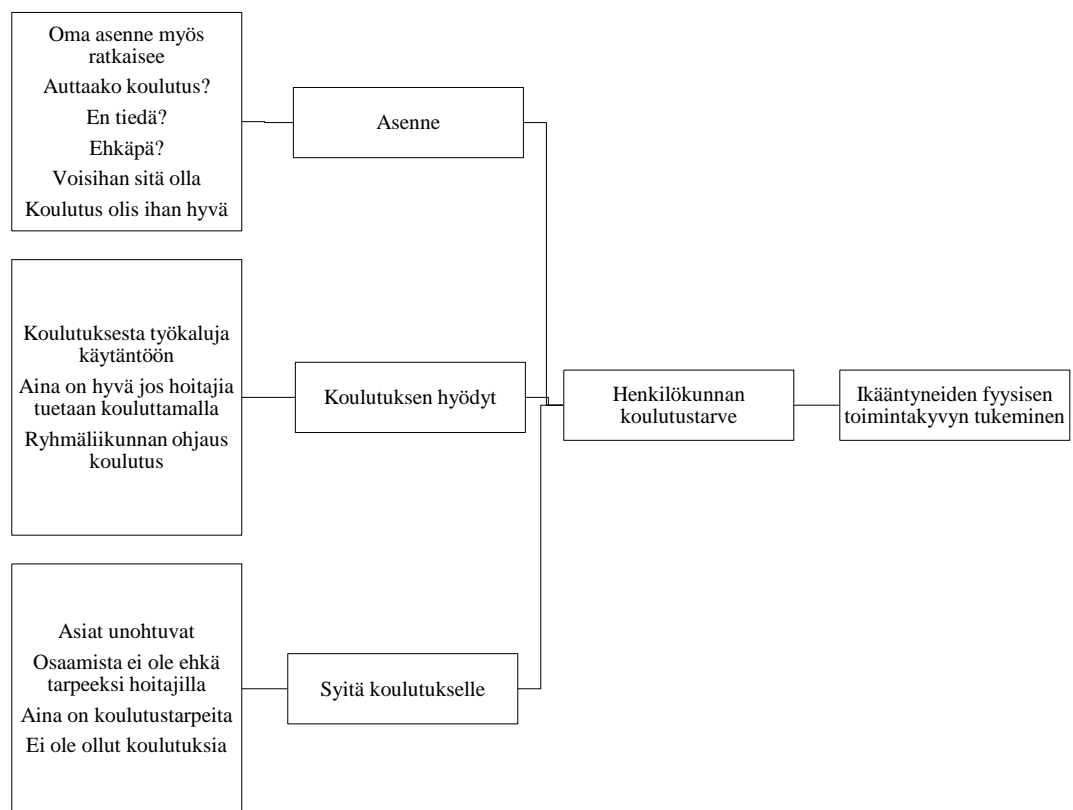 Oma asenne myös
ratkaisee
Auttaako koulutus?
En tiedä?
Ehkäpä?
Voisihan sitä olla
Koulutus olis ihan hyvä
Asenne
Koulutuksesta työkaluja
käytäntöön
Aina on hyvä jos hoitajia
tuetaan kouluttamalla
Ryhmäliikunnan ohjaus
koulutus
Koulutuksen hyödyt
Henkilökunnan
koulutustarve
Ikääntyneiden fyysisen
toimintakyvyn tukeminen
Asiat unohtuvat
Osaamista ei ole ehkä
tarpeeksi hoitajilla
Aina on koulutustarpeita
Ei ole ollut koulutuksia
Syitä koulutukselle